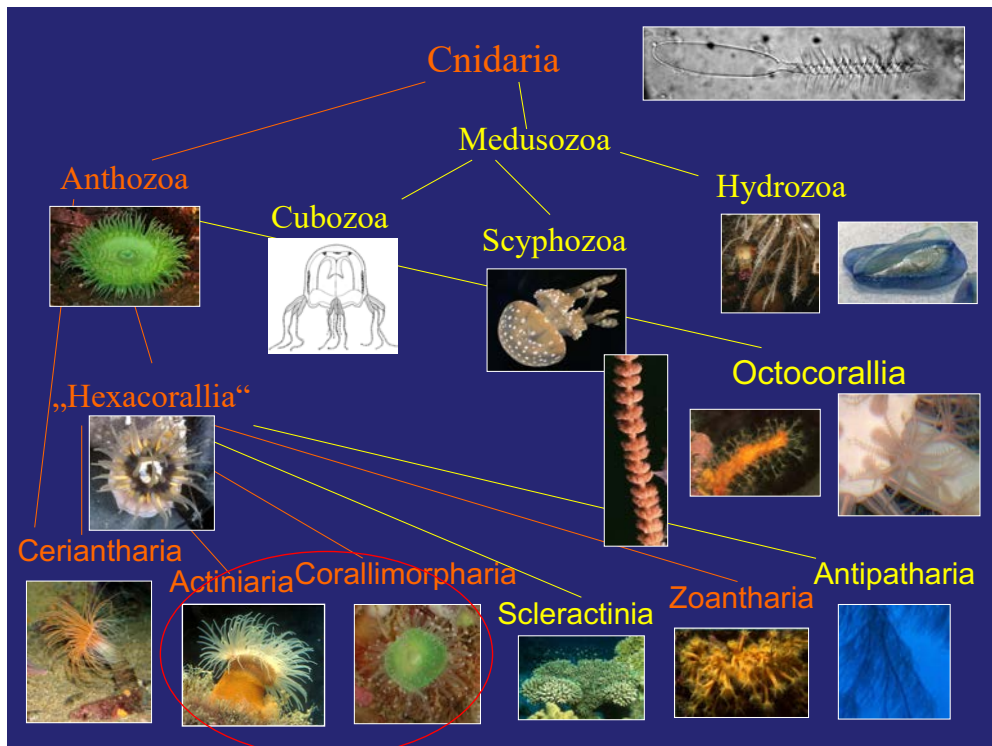 Cnidaria
Medusozoa
Anthozoa
Hydrozoa
Cubozoa
Scyphozoa
Octocorallia
„Hexacorallia“
Ceriantharia
Actiniaria
Corallimorpharia
Scleractinia
Zoantharia
Antipatharia